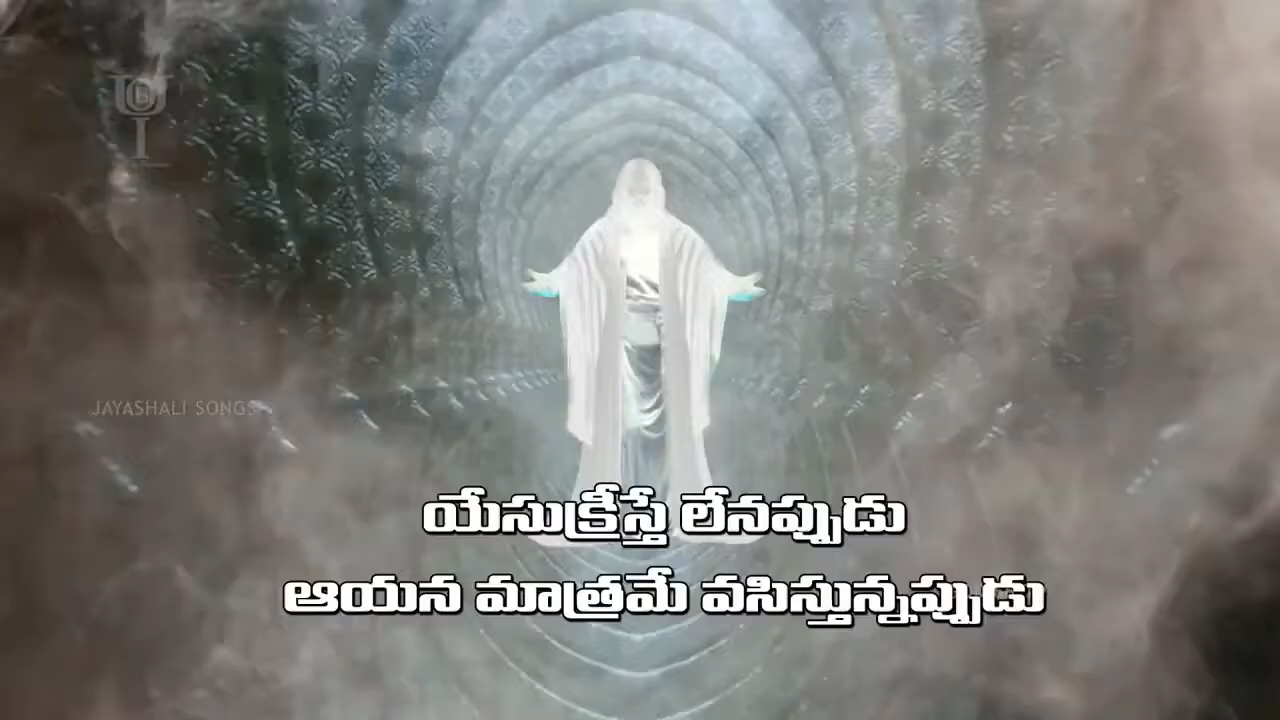 JAYASHALI SONGS
యేసుక్రీస్తే లేనప్పుడు
ఆయన మాత్రమే వసిస్తున్నప్పుడు